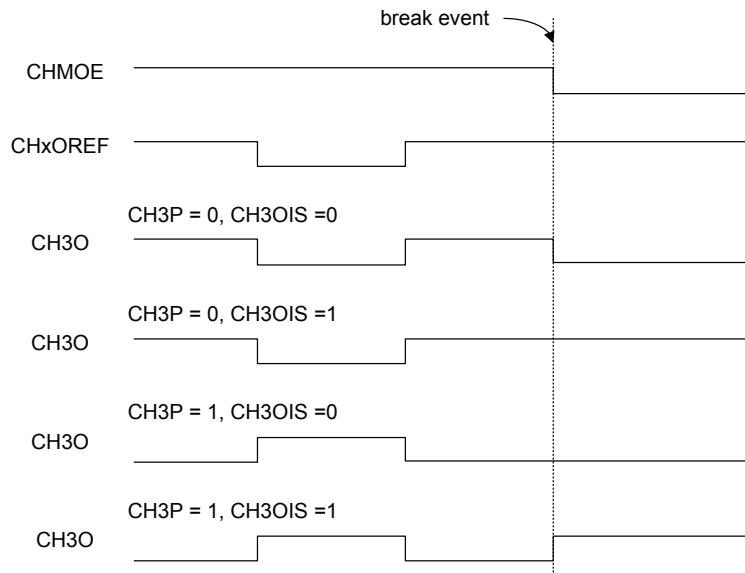 break event
CHMOE
CHxOREF
CH3P = 0, CH3OIS =0
CH3O
CH3P = 0, CH3OIS =1
CH3O
CH3P = 1, CH3OIS =0
CH3O
CH3P = 1, CH3OIS =1
CH3O